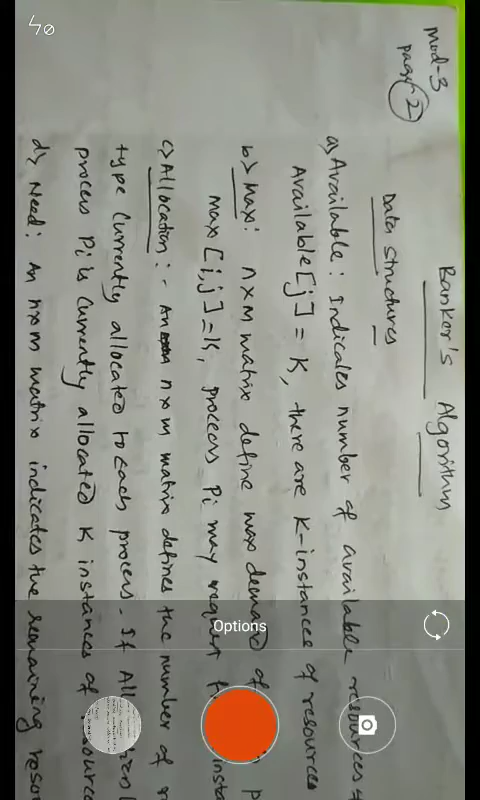 Mod-3
page 2
Banker's Algorithm
Data Structures
a) Available : Indicates number of available resources
Available [j] = K, there are K-instances of resources
b) Max : n x m matrix define max demand of
max [i,j] = K, process Pi may request
c) Allocation : - An n x m matrix defines the number of
type currently allocated to each process. If
process Pi is currently allocated K instances of
d) Need : An n x m matrix indicates the remaining
Options